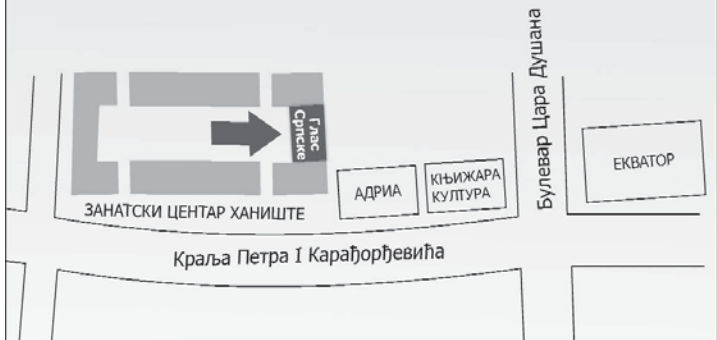 Глас
Српске
ЗАНАТСКИ ЦЕНТАР ХАНИШТЕ
АДРИА
КЊИЖАРА
КУЛТУРА
Булевар Цара Душана
ЕКВАТОР
Краља Петра I Карађорђевића